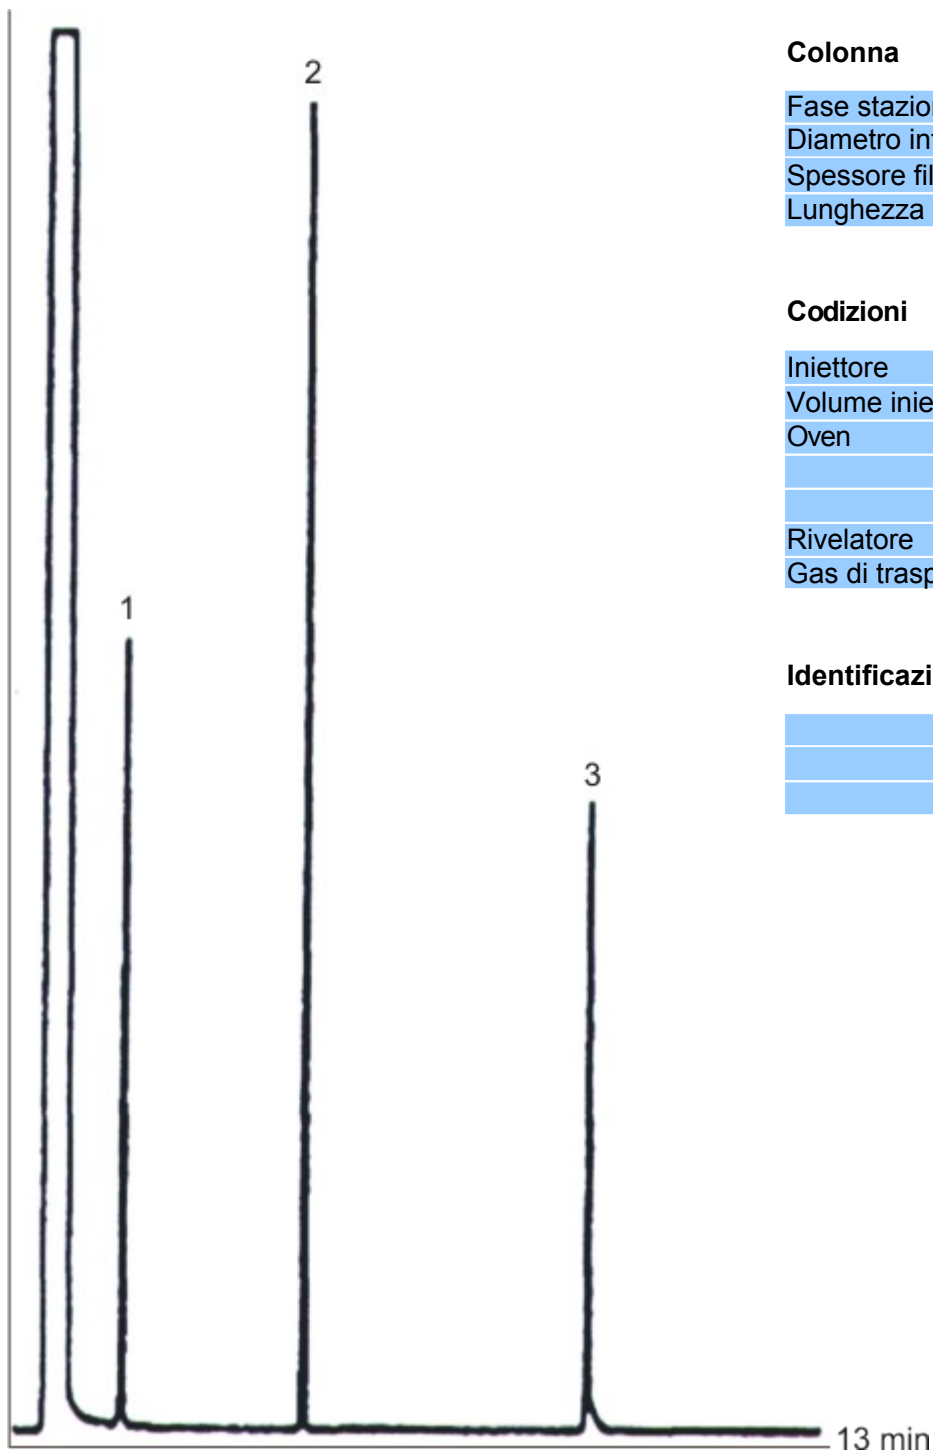 2
1
3
13 min
Colonna
Fase stazio
Diametro in
Spessore fil
Lunghezza
Codizioni
Iniettore
Volume inie
Oven
Rivelatore
Gas di trasp
Identificazi